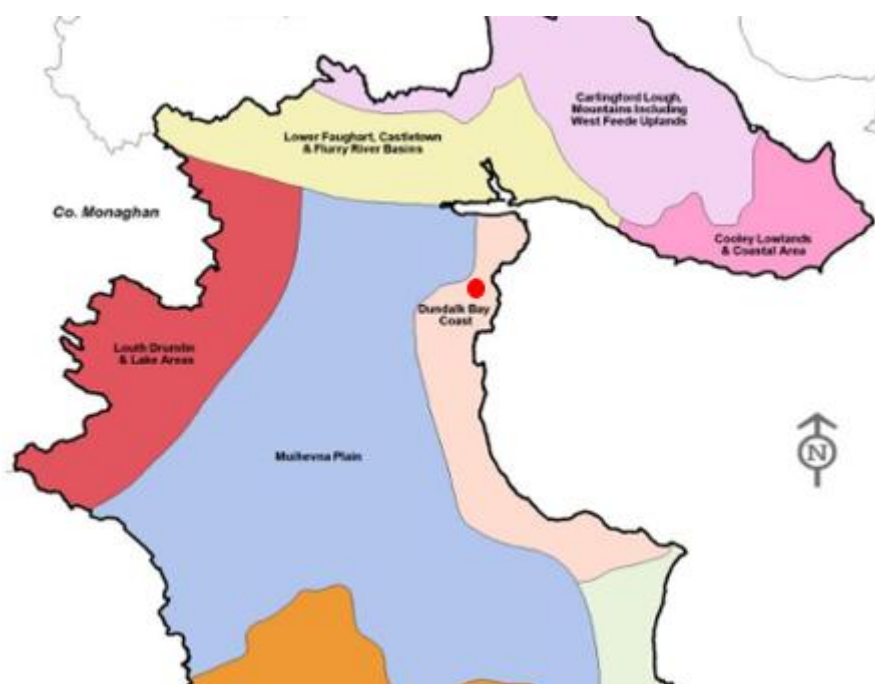 Carlingford Lough,
Mountains Including
West Feede Uplands
Lower Faughart, Castletown
& Flurry River Basins
Co. Monaghan
Cooley Lowlands
& Coastal Area
Dundalk Bay
Coast
Louth Drumlin
& Lake Areas
Muirhevna Plain
N